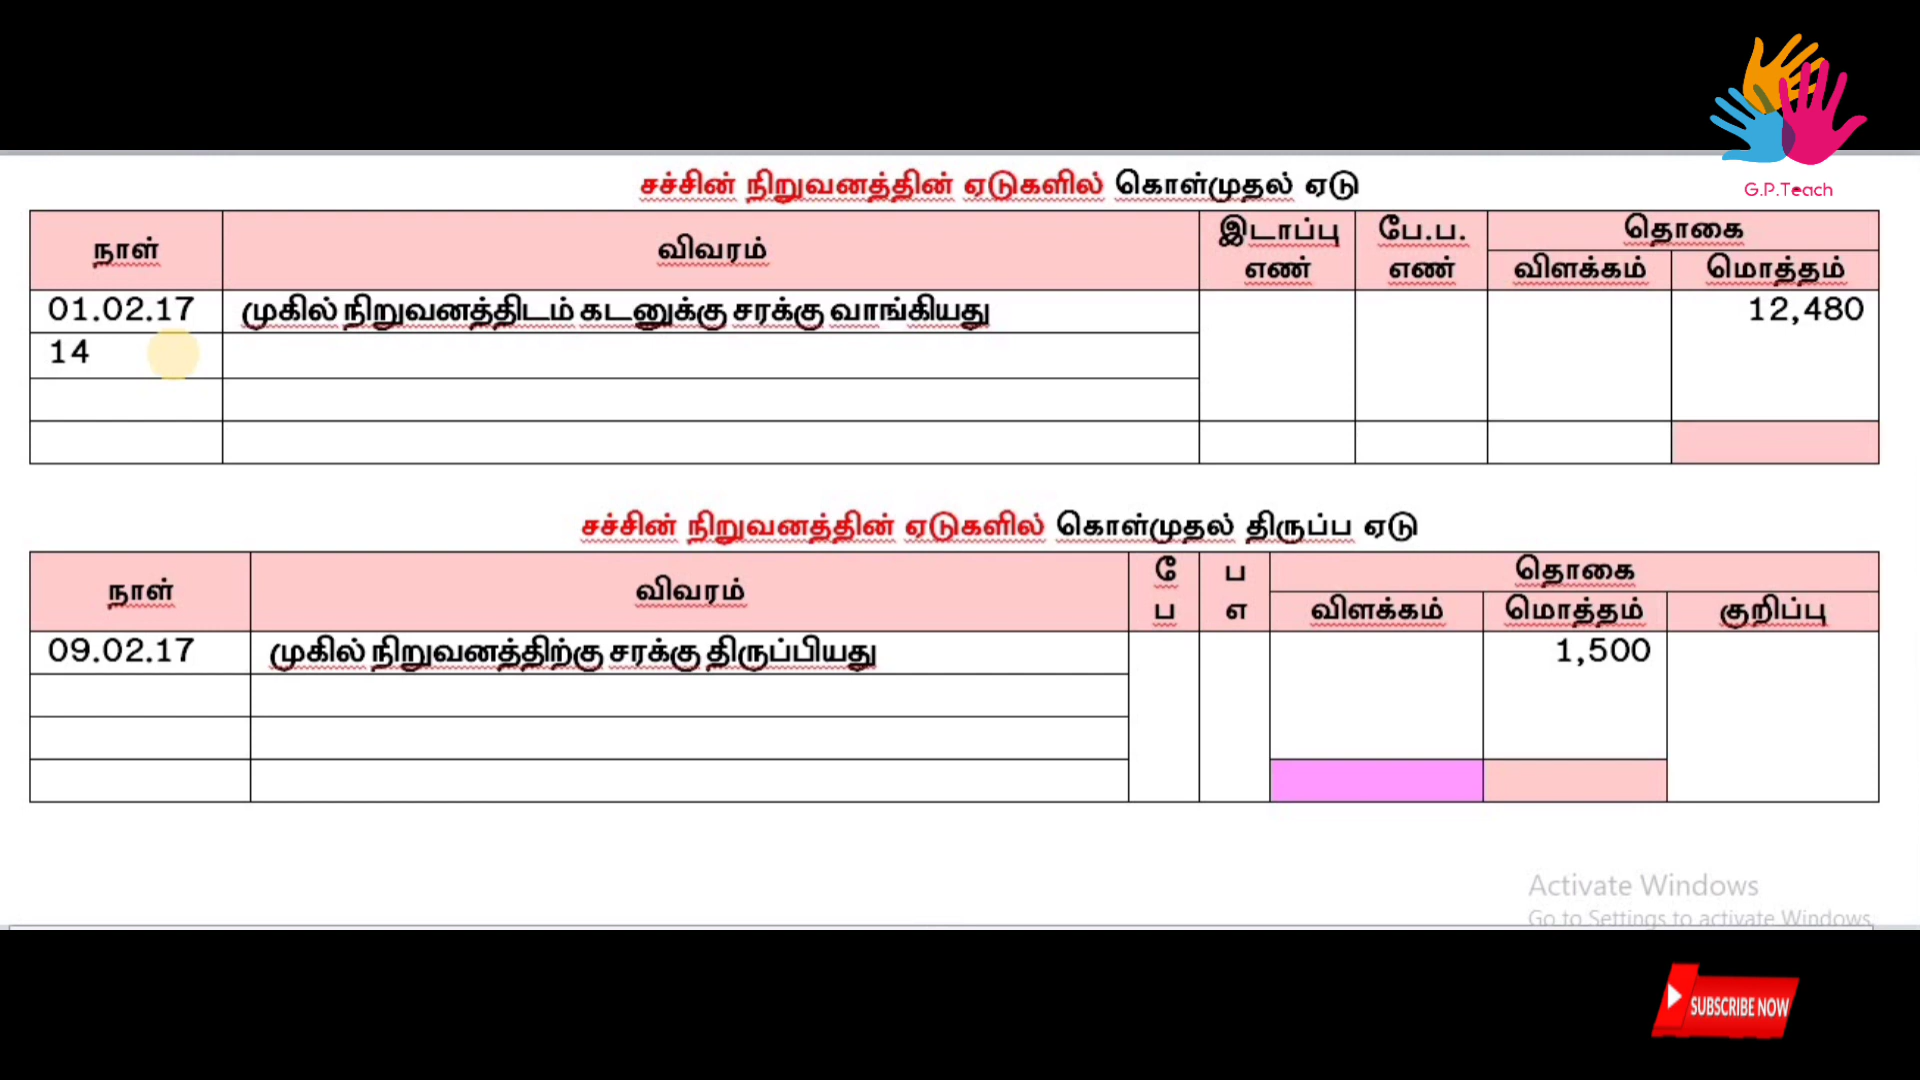 G.P.Teach
சச்சின் நிறுவனத்தின் ஏடுகளில் கொள்முதல் ஏடு
நாள் விவரம் இடாப்பு எண் பே.ப. எண் தொகை
விளக்கம் மொத்தம்
01.02.17 முகில் நிறுவனத்திடம் கடனுக்கு சரக்கு வாங்கியது 12,480
14
சச்சின் நிறுவனத்தின் ஏடுகளில் கொள்முதல் திருப்ப ஏடு
நாள் விவரம் பே ப ப எ தொகை
விளக்கம் மொத்தம் குறிப்பு
09.02.17 முகில் நிறுவனத்திற்கு சரக்கு திருப்பியது 1,500
Activate Windows
Go to Settings to activate Windows.
SUBSCRIBE NOW